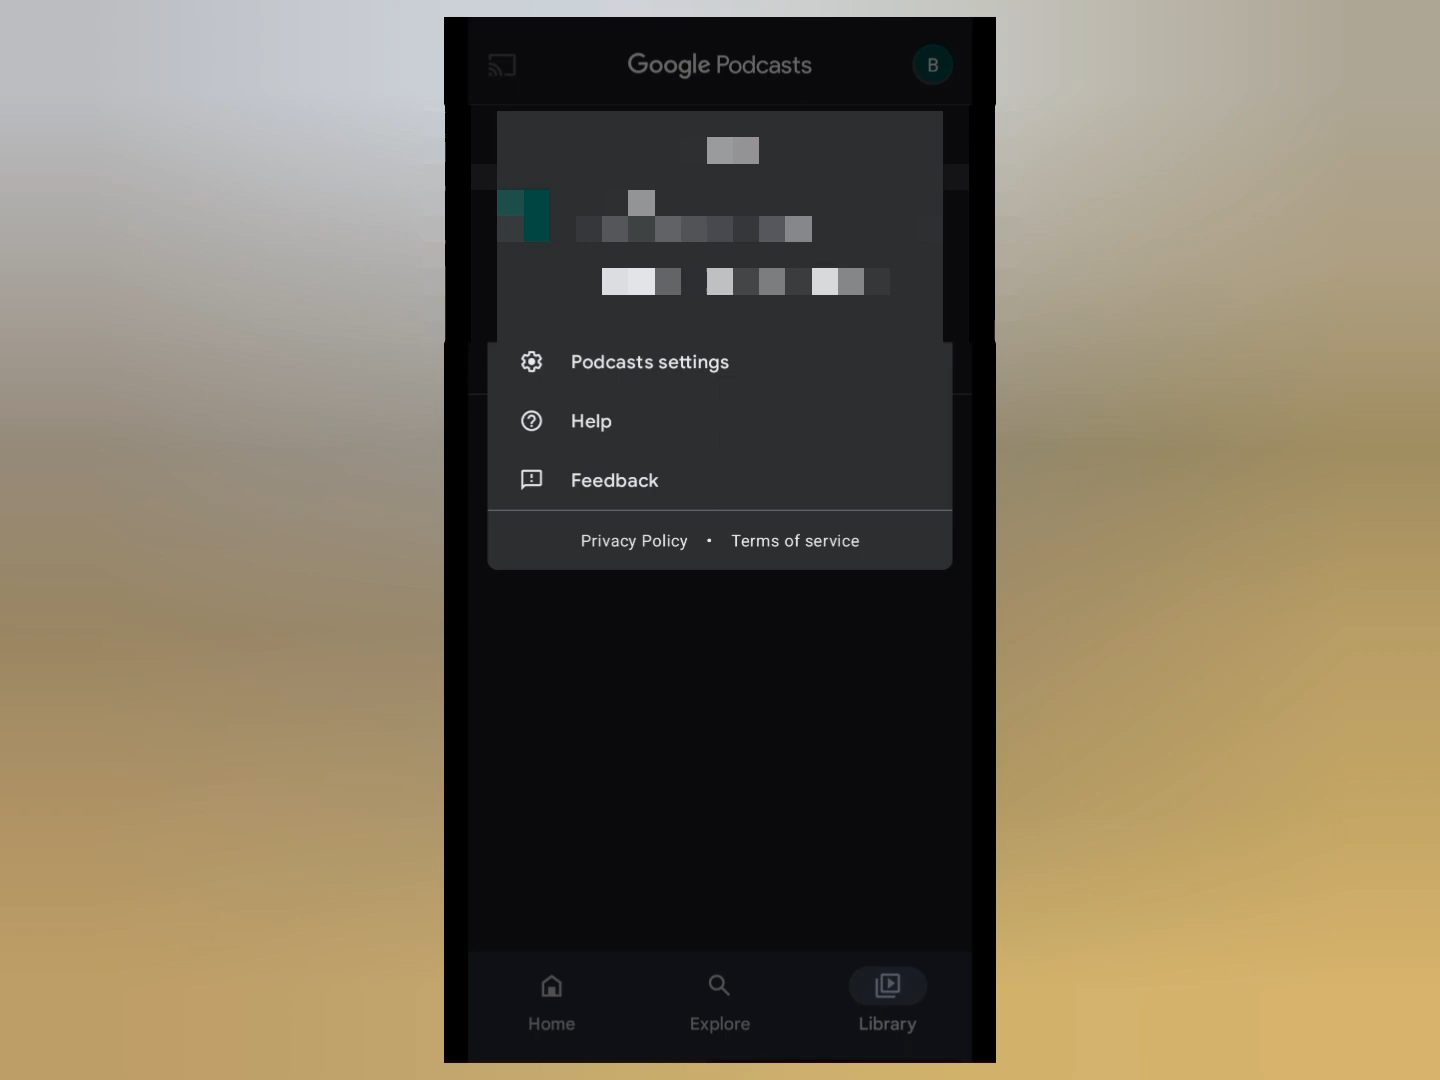 Google Podcasts
B
Podcasts settings
Help
Feedback
Privacy Policy • Terms of service
Home
Explore
Library